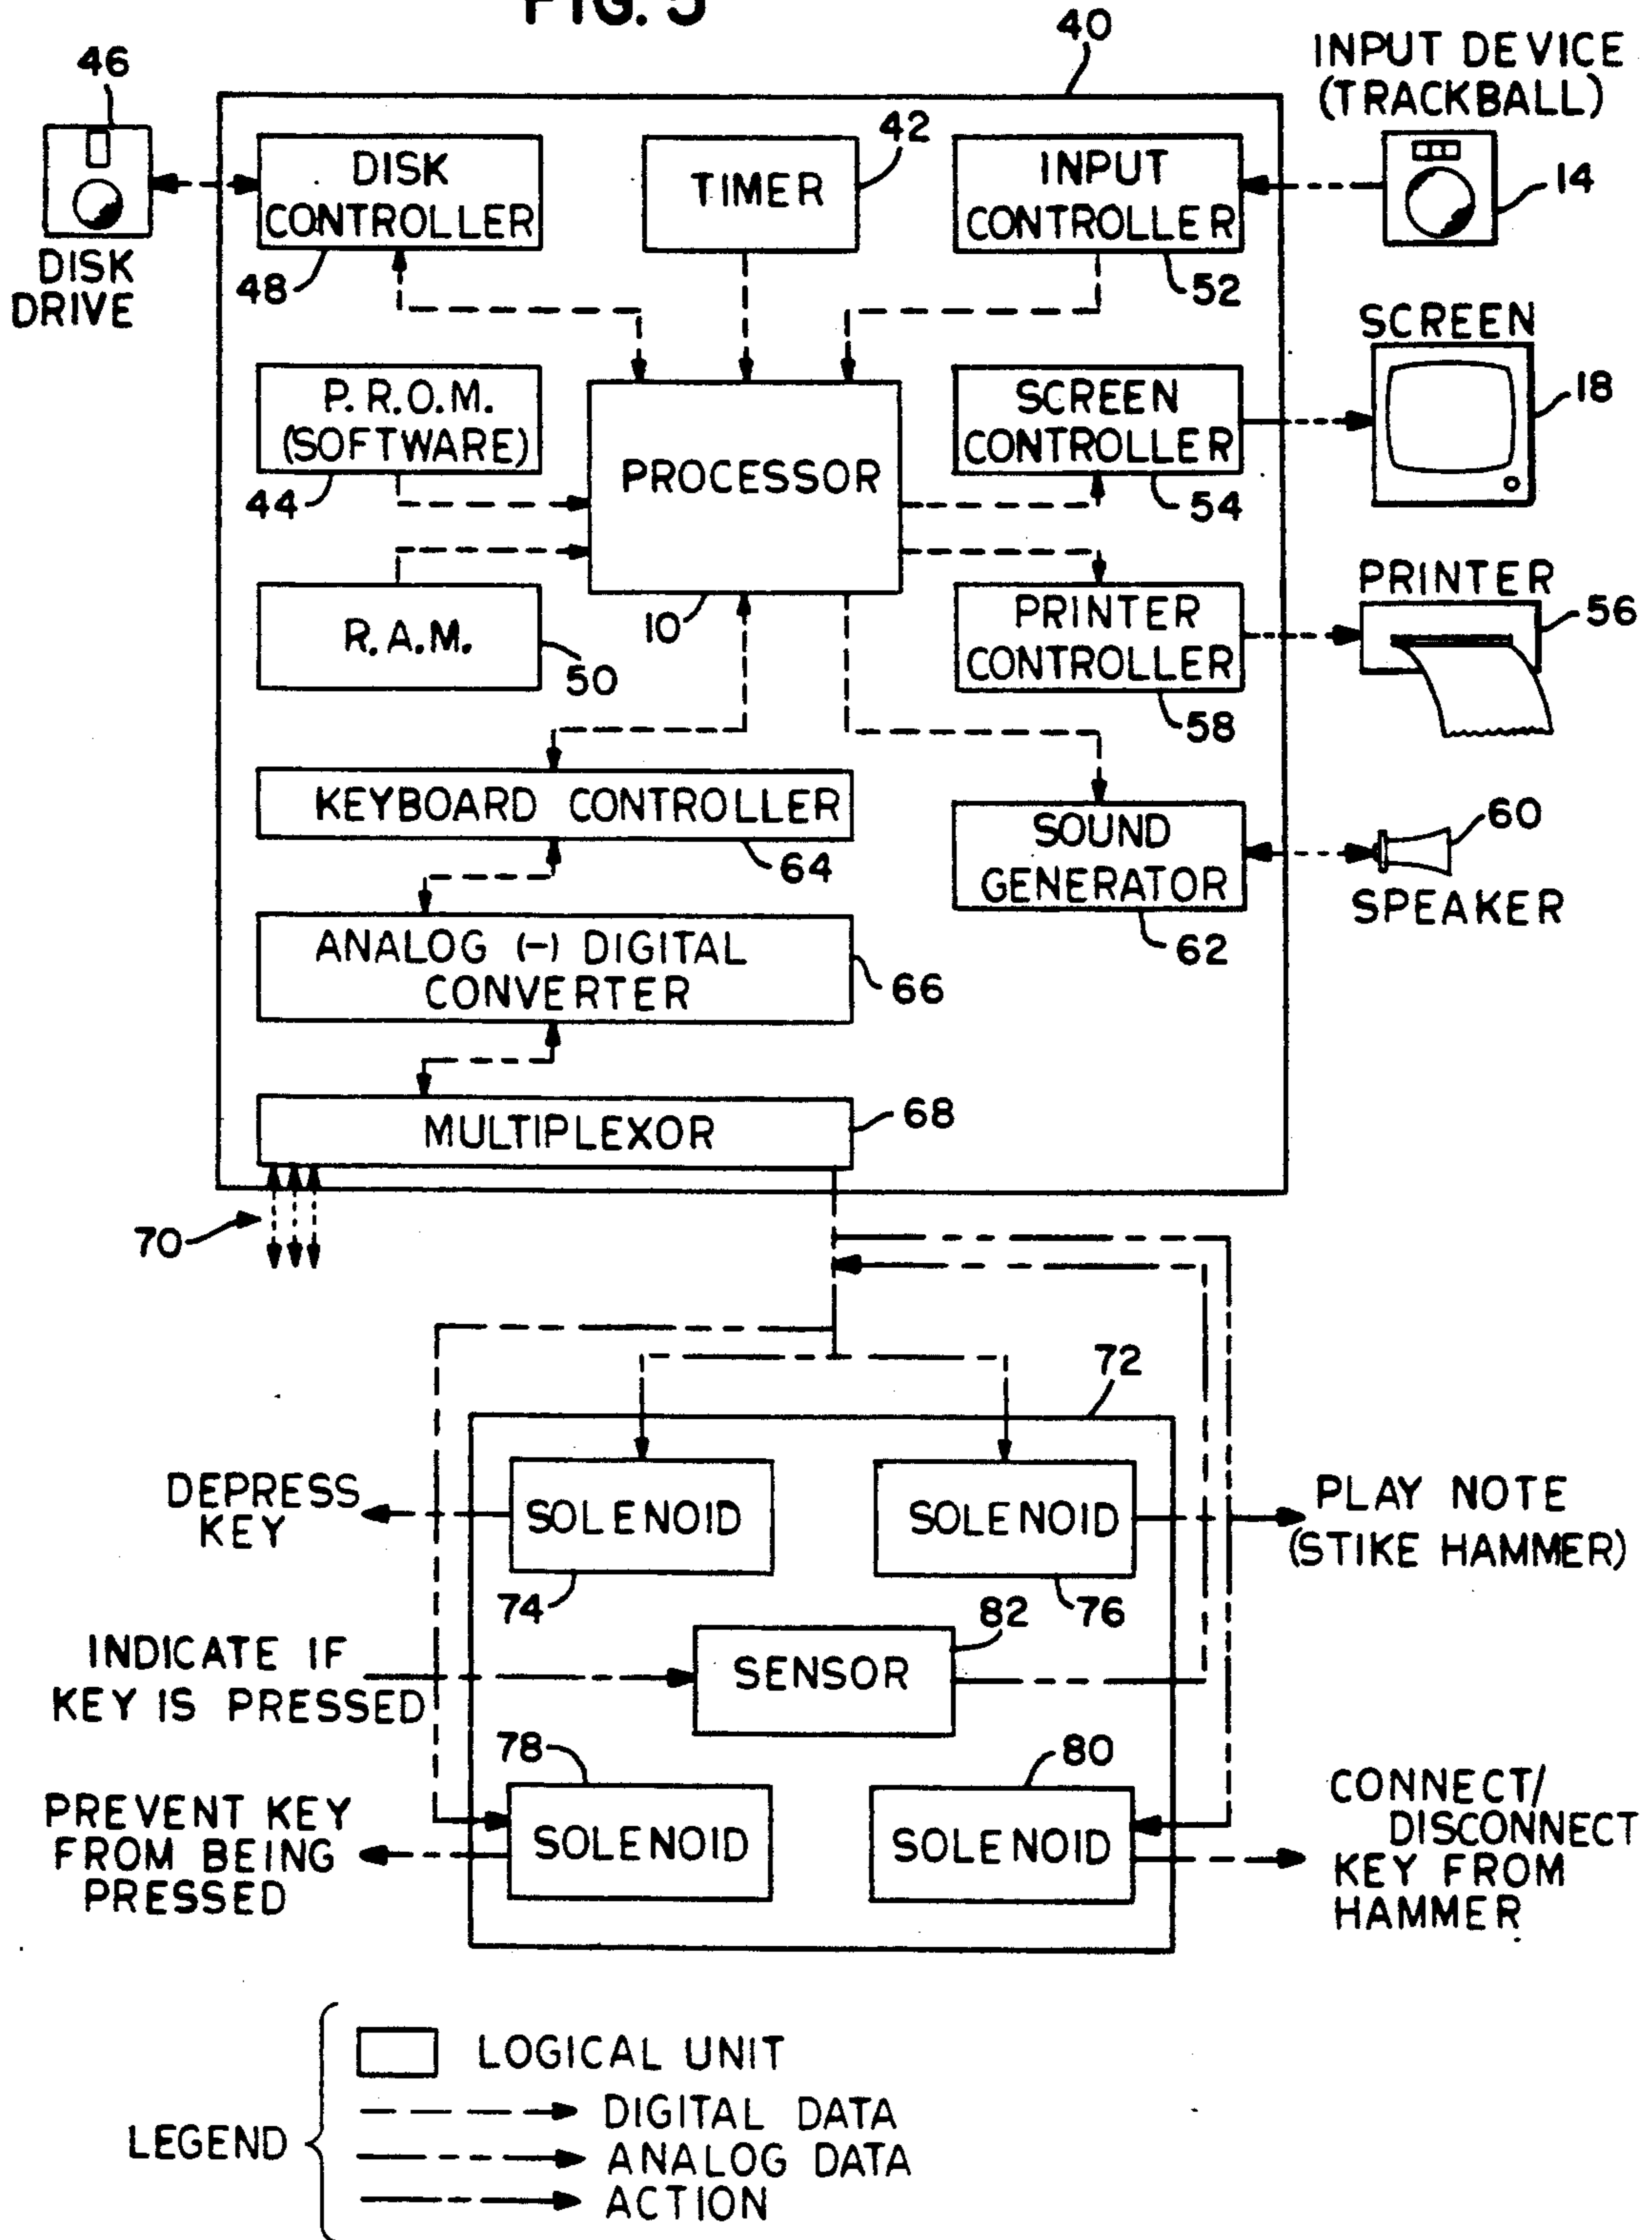 FIG. 5
40
46
INPUT DEVICE
(TRACKBALL)
DISK
CONTROLLER
TIMER
42
INPUT
CONTROLLER
14
DISK
DRIVE
48
52
SCREEN
P.R.O.M.
(SOFTWARE)
PROCESSOR
SCREEN
CONTROLLER
18
44
54
PRINTER
R.A.M.
10
PRINTER
CONTROLLER
56
50
58
KEYBOARD CONTROLLER
64
SOUND
GENERATOR
60
SPEAKER
ANALOG (-) DIGITAL
CONVERTER
62
66
MULTIPLEXOR
68
70
72
DEPRESS
KEY
SOLENOID
SOLENOID
PLAY NOTE
(STIKE HAMMER)
74
76
82
INDICATE IF
KEY IS PRESSED
SENSOR
78
80
PREVENT KEY
FROM BEING
PRESSED
SOLENOID
SOLENOID
CONNECT/
DISCONNECT
KEY FROM
HAMMER
LEGEND
LOGICAL UNIT
DIGITAL DATA
ANALOG DATA
ACTION